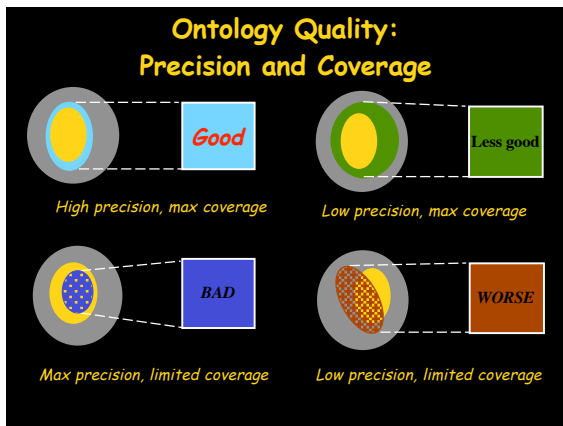 Ontology Quality:
Precision and Coverage
Good
Less good
High precision, max coverage
Low precision, max coverage
BAD
WORSE
Max precision, limited coverage
Low precision, limited coverage